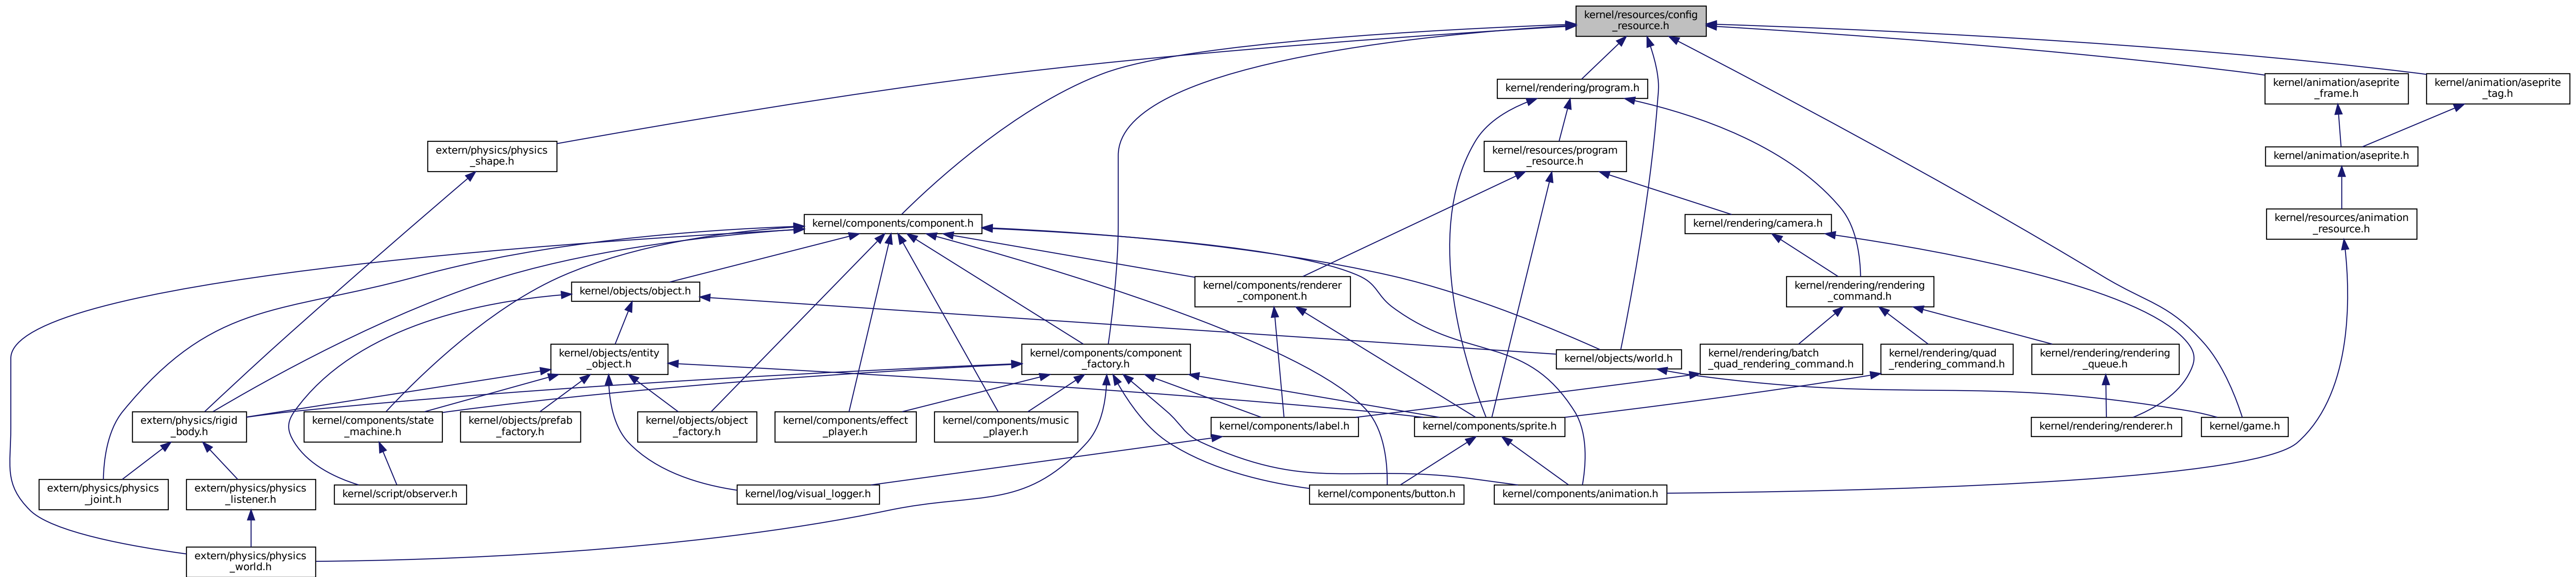 kernel/resources/config
_resource.h
kernel/rendering/program.h
kernel/animation/aseprite
_frame.h
kernel/animation/aseprite
_tag.h
extern/physics/physics
_shape.h
kernel/resources/program
_resource.h
kernel/animation/aseprite.h
kernel/components/component.h
kernel/rendering/camera.h
kernel/resources/animation
_resource.h
kernel/objects/object.h
kernel/components/renderer
_component.h
kernel/rendering/rendering
_command.h
kernel/objects/entity
_object.h
kernel/components/component
_factory.h
kernel/objects/world.h
kernel/rendering/batch
_quad_rendering_command.h
kernel/rendering/quad
_rendering_command.h
kernel/rendering/rendering
_queue.h
extern/physics/rigid
_body.h
kernel/components/state
_machine.h
kernel/objects/prefab
_factory.h
kernel/objects/object
_factory.h
kernel/components/effect
_player.h
kernel/components/music
_player.h
kernel/components/label.h
kernel/components/sprite.h
kernel/rendering/renderer.h
kernel/game.h
extern/physics/physics
_joint.h
extern/physics/physics
_listener.h
kernel/script/observer.h
kernel/log/visual_logger.h
kernel/components/button.h
kernel/components/animation.h
extern/physics/physics
_world.h